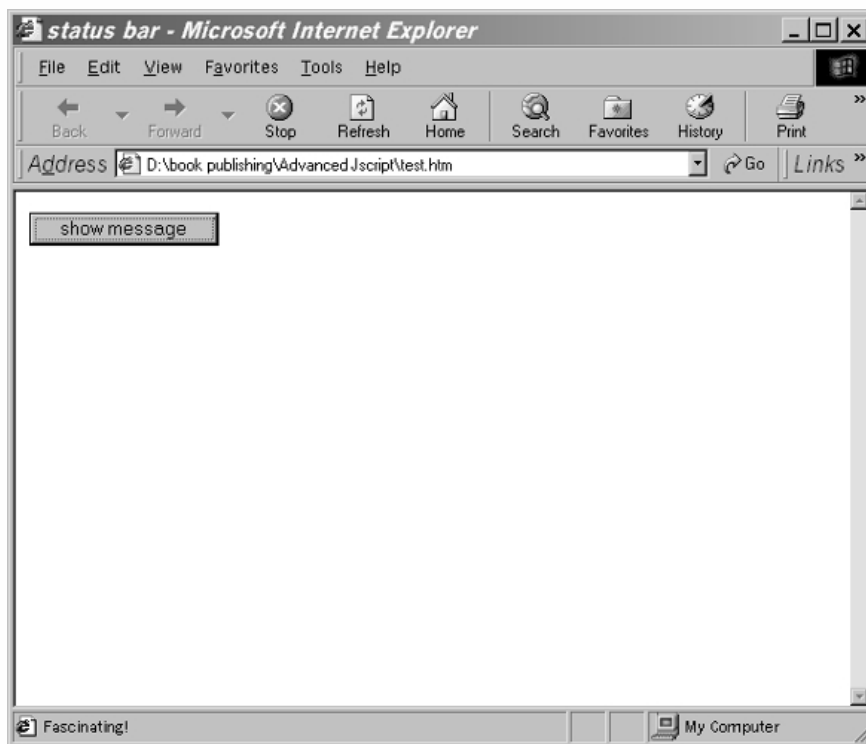 status bar - Microsoft Internet Explorer
File Edit View Favorites Tools Help
Back Forward Stop Refresh Home Search Favorites History Print »
Address D:\book publishing\Advanced Jscript\test.htm Go Links »
show message
Fascinating! My Computer